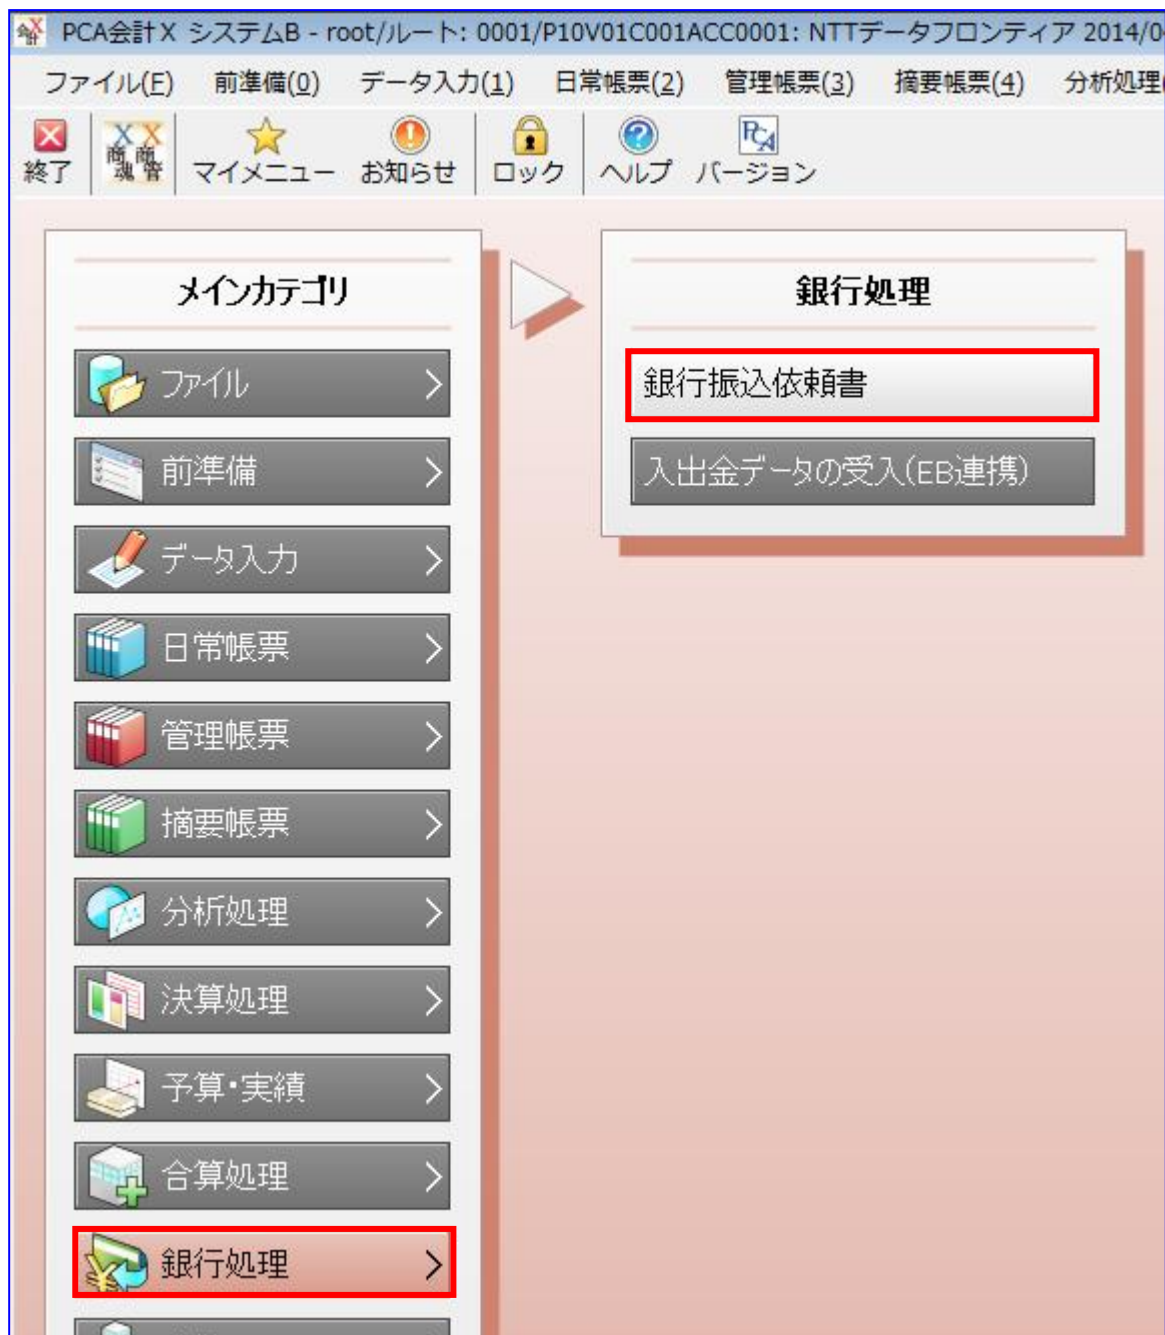 PCA会計X システムB - root/ルート: 0001/P10V01C001ACC0001: NTTデータフロンティア 2014/0
ファイル(F) 前準備(0) データ入力(1) 日常帳票(2) 管理帳票(3) 摘要帳票(4) 分析処理(
終了 商魂 商管 マイメニュー お知らせ ロック ヘルプ バージョン
メインカテゴリ
ファイル
前準備
データ入力
日常帳票
管理帳票
摘要帳票
分析処理
決算処理
予算・実績
合算処理
銀行処理
銀行処理
銀行振込依頼書
入出金データの受入(EB連携)